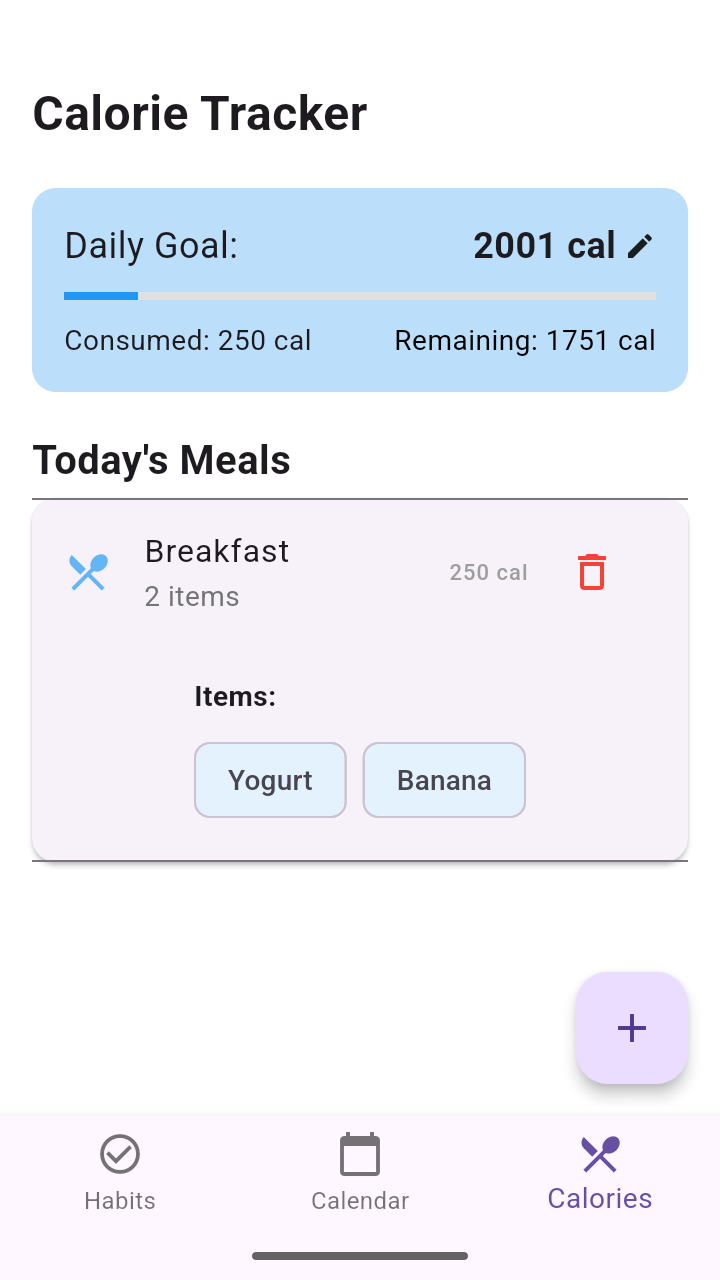 Calorie Tracker
Daily Goal: 2001 cal
Consumed: 250 cal Remaining: 1751 cal
Today's Meals
Breakfast
2 items
250 cal
Items:
Yogurt Banana
Habits Calendar Calories